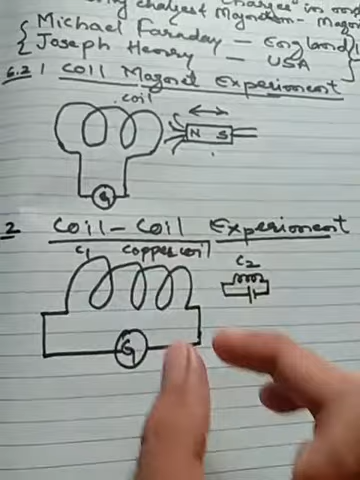 Michael Faraday — England
Joseph Henry — USA
6.2 1 Coil Magnet Experiment
coil
N S
G
2 Coil-Coil Experiment
C1 Copper coil
C2
G